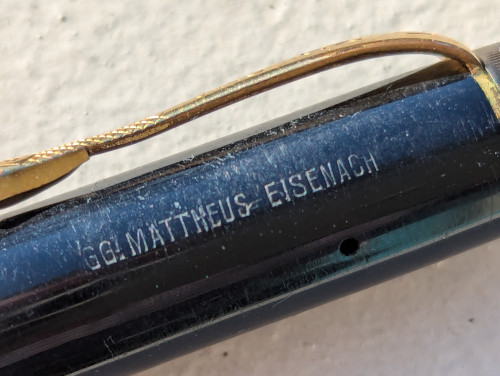 GG. MATTHEUS EISENACH